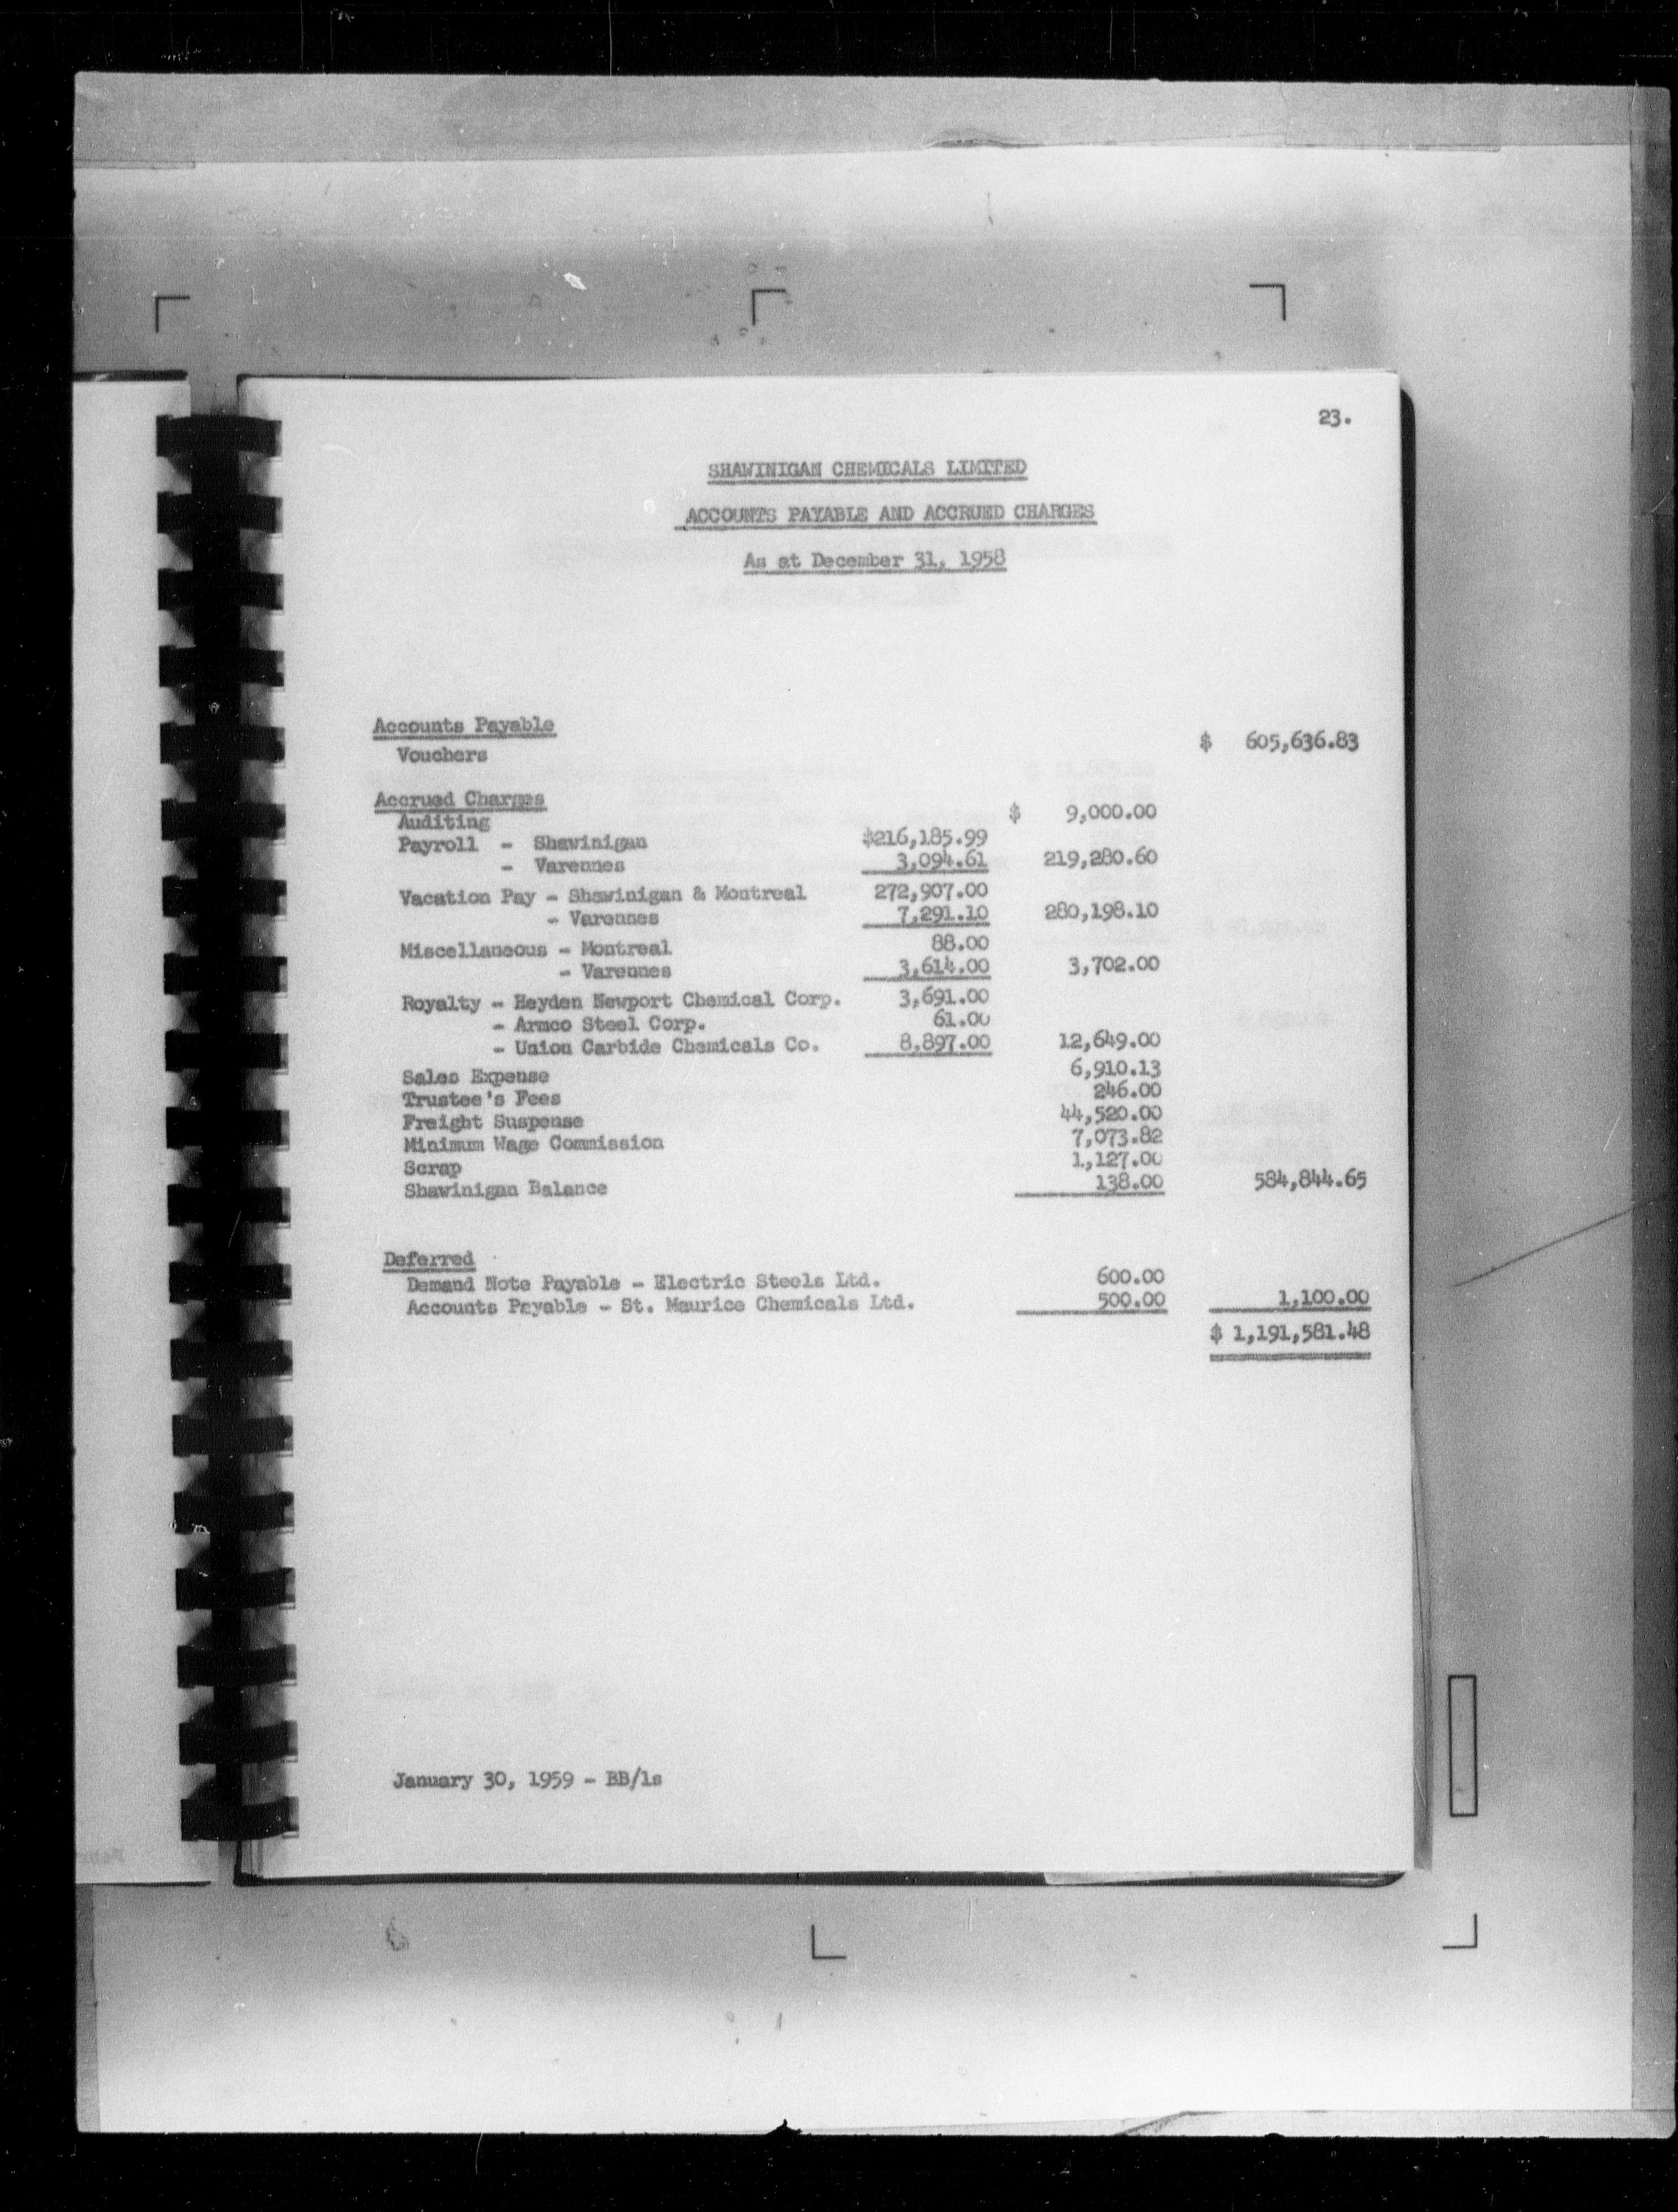 23.
SHAWINIGAN CHEMICALS LIMITED
ACCOUNTS PAYABLE AND ACCRUED CHARGES
As at December 31, 1958
Accounts Payable
Vouchers $ 605,636.83
Accrued Charges
Auditing $ 9,000.00
Payroll - Shawinigan $216,185.99
- Varennes 3,094.61 219,280.60
Vacation Pay - Shawinigan & Montreal 272,907.00
- Varennes 7,291.10 280,198.10
Miscellaneous - Montreal 88.00
- Varennes 3,614.00 3,702.00
Royalty - Heyden Newport Chemical Corp. 3,691.00
- Armco Steel Corp. 61.00
- Union Carbide Chemicals Co. 8,897.00 12,649.00
Sales Expense 6,910.13
Trustee's Fees 246.00
Freight Suspense 44,520.00
Minimum Wage Commission 7,073.82
Scrap 1,127.00
Shawinigan Balance 138.00 584,844.65
Deferred
Demand Note Payable - Electric Steels Ltd. 600.00
Accounts Payable - St. Maurice Chemicals Ltd. 500.00 1,100.00
$ 1,191,581.48
January 30, 1959 - BB/ls